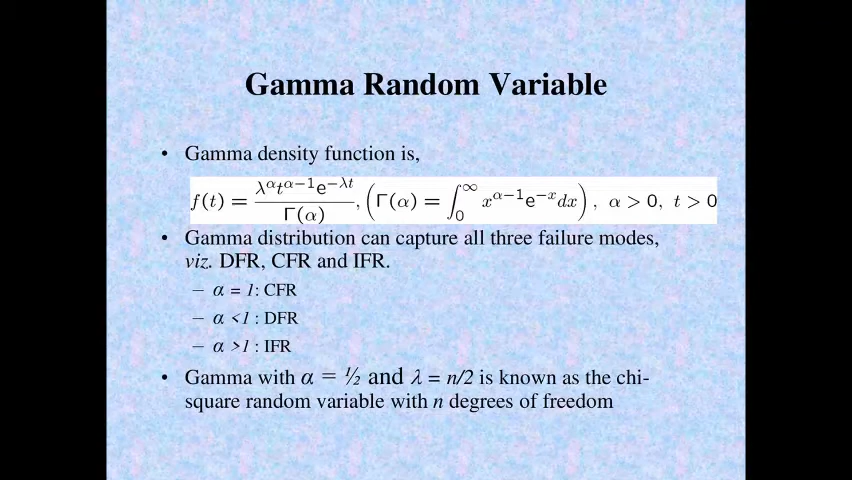 Gamma Random Variable
• Gamma density function is,
f(t) = λ^α t^{α−1} e^{−λt} / Γ(α), (Γ(α) = ∫_0^∞ x^{α−1} e^{−x} dx), α > 0, t > 0
• Gamma distribution can capture all three failure modes,
viz. DFR, CFR and IFR.
– α = 1: CFR
– α <1 : DFR
– α >1 : IFR
• Gamma with α = ½ and λ = n/2 is known as the chi-
square random variable with n degrees of freedom